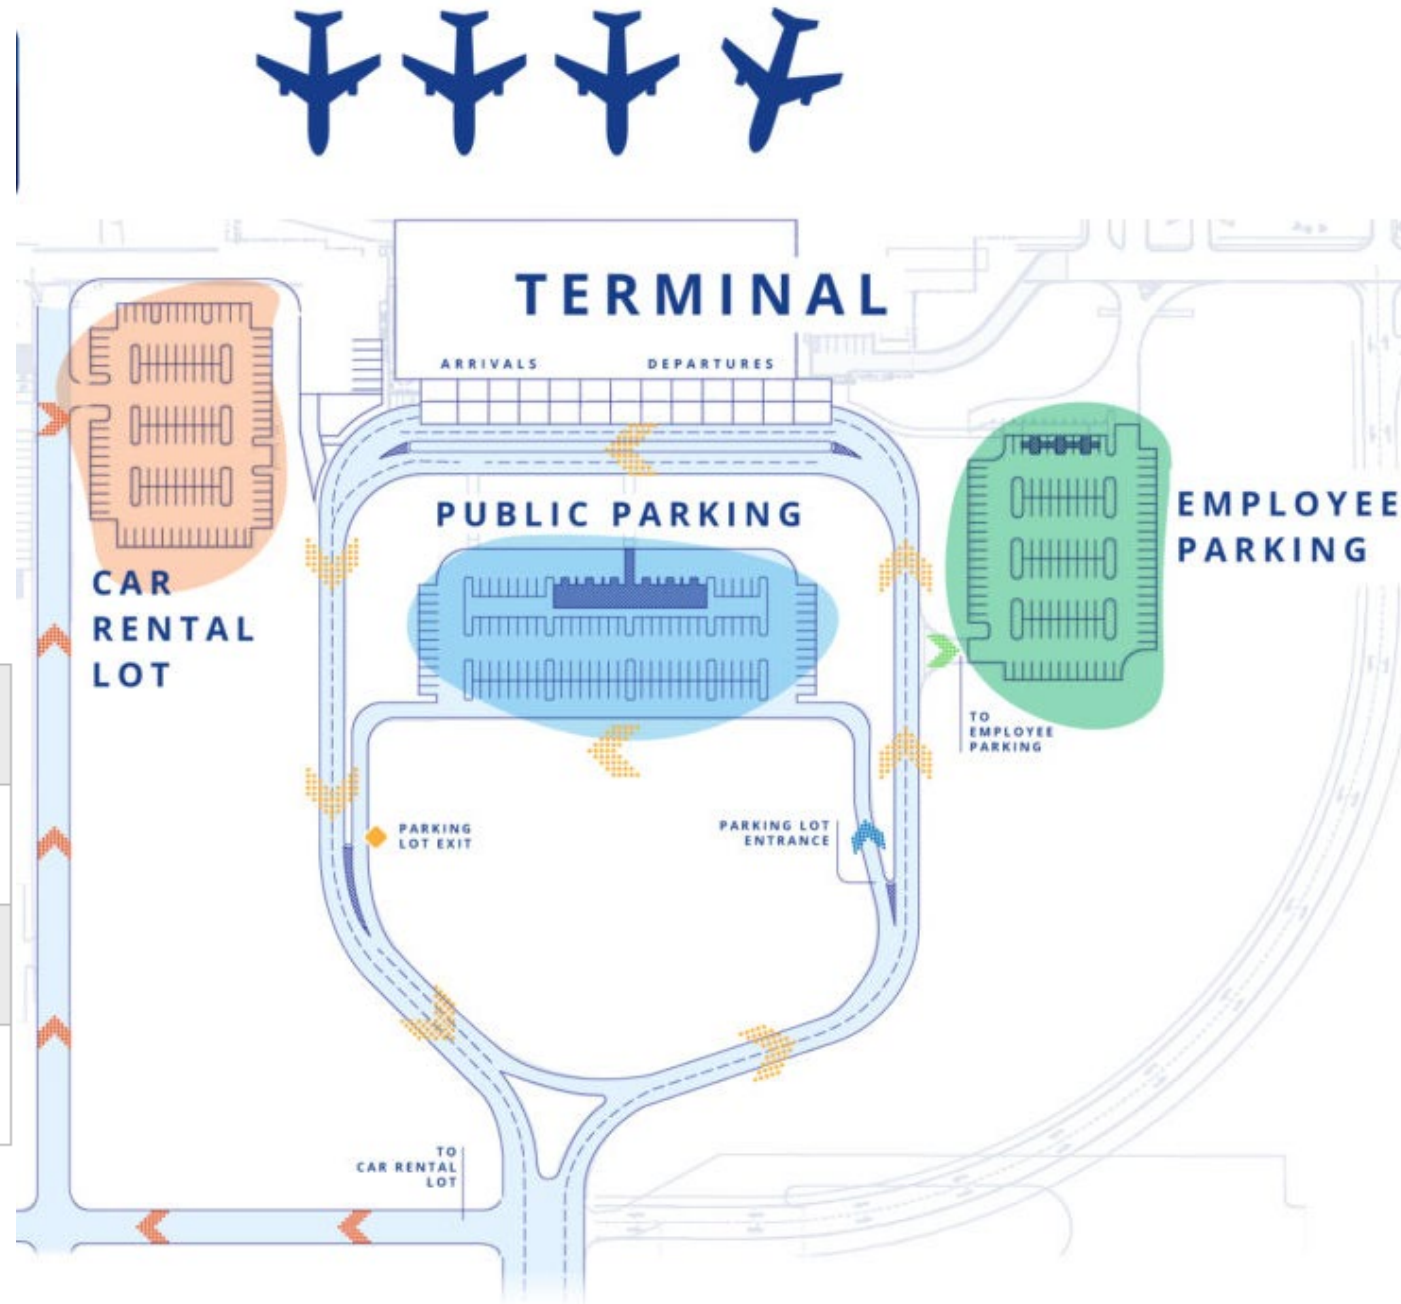 TERMINAL
ARRIVALS
DEPARTURES
PUBLIC PARKING
EMPLOYEE
PARKING
CAR
RENTAL
LOT
TO
EMPLOYEE
PARKING
PARKING
LOT EXIT
PARKING LOT
ENTRANCE
TO
CAR RENTAL
LOT